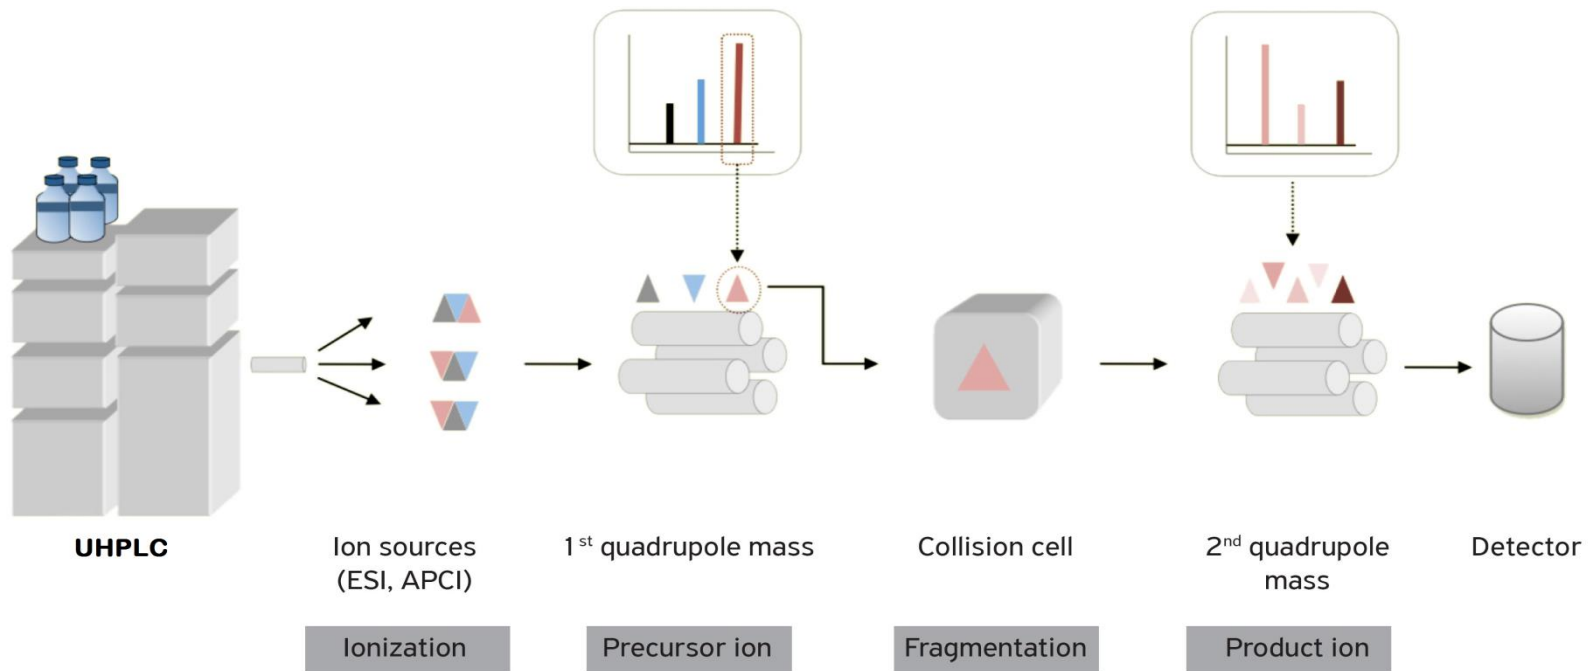 UHPLC
Ion sources
(ESI, APCI)
1st quadrupole mass
Collision cell
2nd quadrupole
mass
Detector
Ionization
Precursor ion
Fragmentation
Product ion